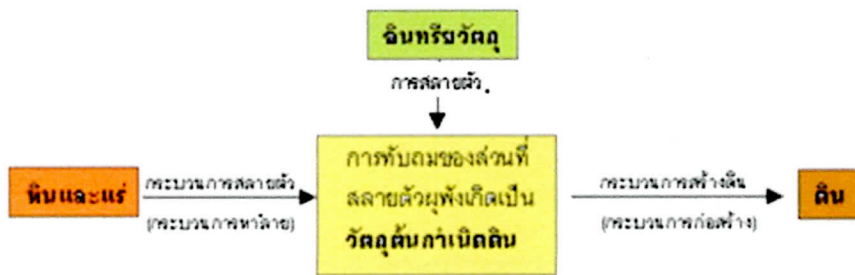 อินทรียวัตถุ
การสลายตัว
หินและแร่
กระบวนการสลายตัว
(กระบวนการทำลาย)
การทับถมของส่วนที่
สลายตัวผุพังเกิดเป็น
วัตถุต้นกำเนิดดิน
กระบวนการสร้างดิน
(กระบวนการก่อสร้าง)
ดิน